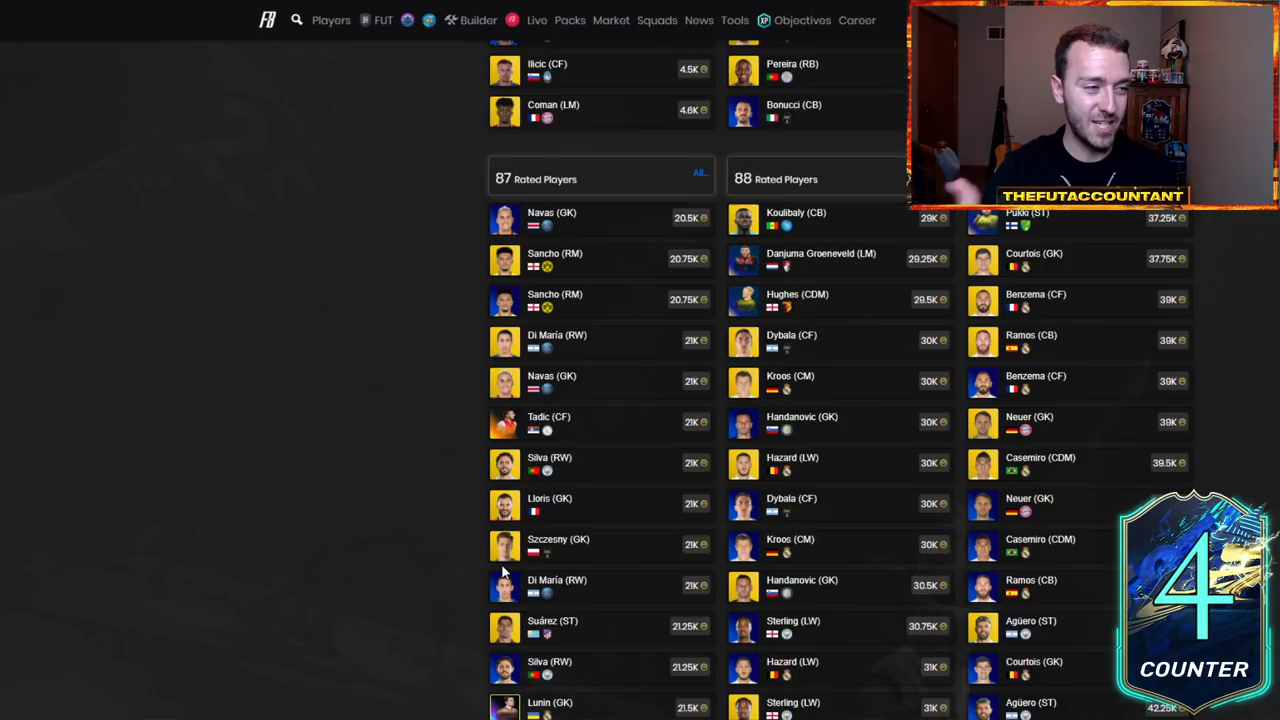 FB Players FUT Builder Live Packs Market Squads News Tools XP Objectives Career
Ilicic (CF) 4.5K
Coman (LM) 4.6K
Pereira (RB)
Bonucci (CB)
THEFUTACCOUNTANT
87 Rated Players All...
Navas (GK) 20.5K
Sancho (RM) 20.75K
Sancho (RM) 20.75K
Di María (RW) 21K
Navas (GK) 21K
Tadic (CF) 21K
Silva (RW) 21K
Lloris (GK) 21K
Szczesny (GK) 21K
Di María (RW) 21K
Suárez (ST) 21.25K
Silva (RW) 21.25K
Lunin (GK) 21.5K
88 Rated Players
Koulibaly (CB) 29K
Danjuma Groeneveld (LM) 29.25K
Hughes (CDM) 29.5K
Dybala (CF) 30K
Kroos (CM) 30K
Handanovic (GK) 30K
Hazard (LW) 30K
Dybala (CF) 30K
Kroos (CM) 30K
Handanovic (GK) 30.5K
Sterling (LW) 30.75K
Hazard (LW) 31K
Sterling (LW) 31K
Pukki (ST) 37.25K
Courtois (GK) 37.75K
Benzema (CF) 39K
Ramos (CB) 39K
Benzema (CF) 39K
Neuer (GK) 39K
Casemiro (CDM) 39.5K
Neuer (GK)
Casemiro (CDM)
Ramos (CB)
Agüero (ST)
Courtois (GK)
Agüero (ST) 42.25K
4
COUNTER